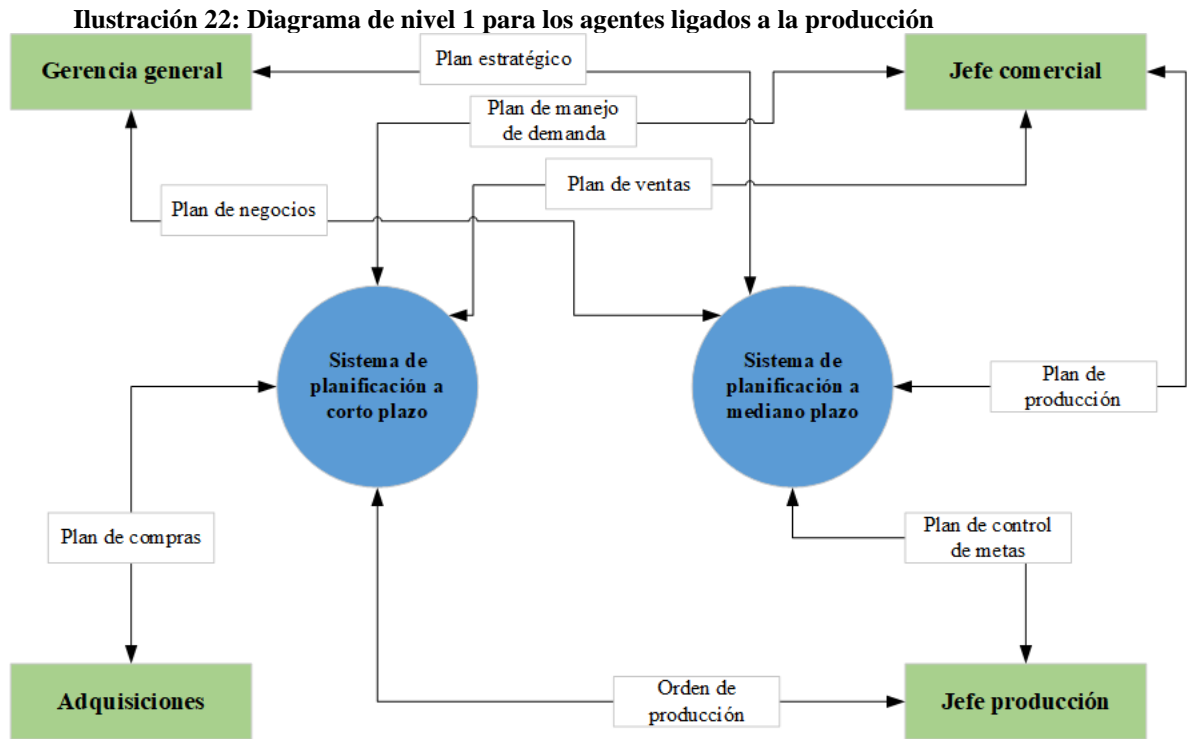 Ilustración 22: Diagrama de nivel 1 para los agentes ligados a la producción
Gerencia general
Plan estratégico
Jefe comercial
Plan de manejo
de demanda
Plan de ventas
Plan de negocios
Sistema de
planificación a
corto plazo
Sistema de
planificación a
mediano plazo
Plan de
producción
Plan de compras
Plan de control
de metas
Adquisiciones
Orden de
producción
Jefe producción